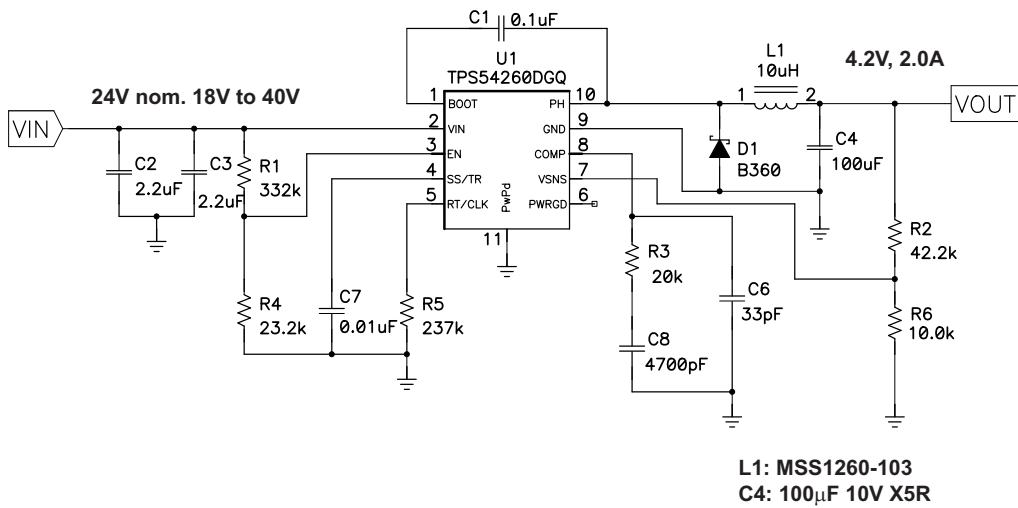 C1 0.1uF
U1
TPS54260DGQ
L1
10uH
4.2V, 2.0A
24V nom. 18V to 40V
VIN
VOUT
1 BOOT PH 10
2 VIN GND 9
3 EN COMP 8
4 SS/TR VSNS 7
5 RT/CLK PWRGD 6
PwPd
11
1 2
C2
2.2uF
C3
2.2uF
R1
332k
D1
B360
C4
100uF
R2
42.2k
R3
20k
R4
23.2k
C7
0.01uF
R5
237k
C6
33pF
R6
10.0k
C8
4700pF
L1: MSS1260-103
C4: 100μF 10V X5R